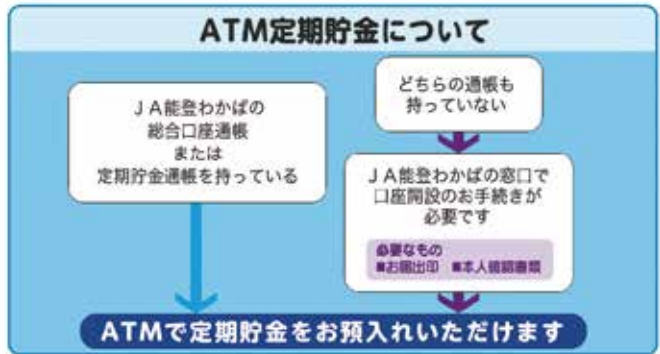 ATM定期貯金について
ＪＡ能登わかばの
総合口座通帳
または
定期貯金通帳を持っている
どちらの通帳も
持っていない
ＪＡ能登わかばの窓口で
口座開設のお手続きが
必要です
必要なもの
■お届出印 ■本人確認書類
ATMで定期貯金をお預入れいただけます